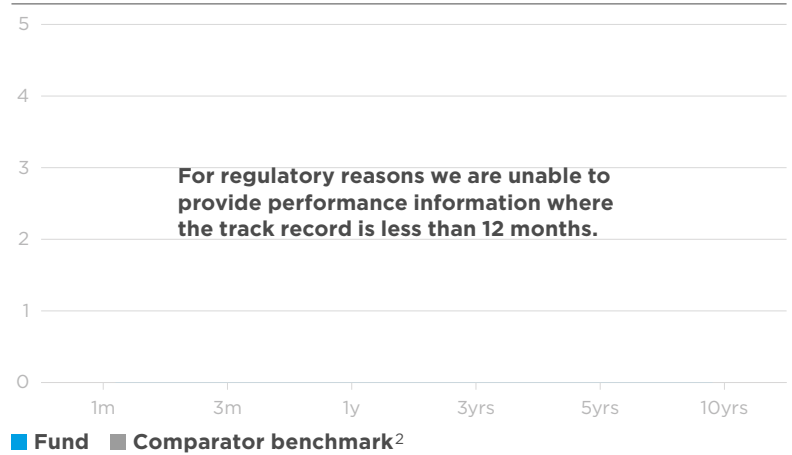 5
4
3
For regulatory reasons we are unable to
provide performance information where
the track record is less than 12 months.
2
1
0
1m 3m 1y 3yrs 5yrs 10yrs
Fund Comparator benchmark²